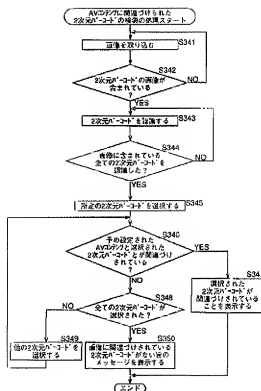 AVコンテンツに関連づけられた
2次元バーコードの検索の処理スタート
S341
画像を取り込む
S342
2次元バーコードの画像が
含まれている
?
NO
YES
S343
2次元バーコードを認識する
S344
画像に含まれている
全ての2次元バーコードを
認識した?
NO
YES
S345
所定の2次元バーコードを選択する
S346
予め設定された
AVコンテンツと選択された
2次元バーコードとが関連づけ
されている
?
YES
NO
S34
選択された
2次元バーコードが
関連づけされている
ことを表示する
S348
全ての2次元バーコードが
選択された?
NO
YES
S349
他の2次元バーコードを
選択する
S350
画像に関連づけされている
2次元バーコードがない旨の
メッセージを表示する
エンド